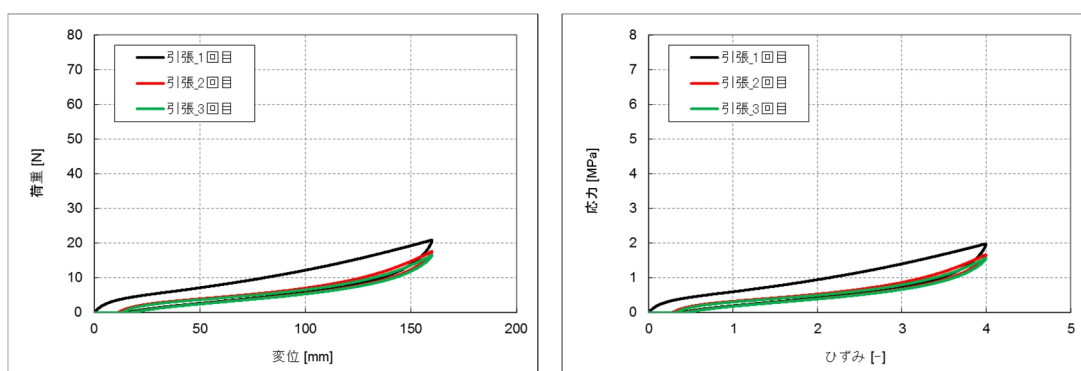 荷重 [N]
80
70
60
50
40
30
20
10
0
引張_1回目
引張_2回目
引張_3回目
0 50 100 150 200
変位 [mm]
応力 [MPa]
8
7
6
5
4
3
2
1
0
引張_1回目
引張_2回目
引張_3回目
0 1 2 3 4 5
ひずみ [-]